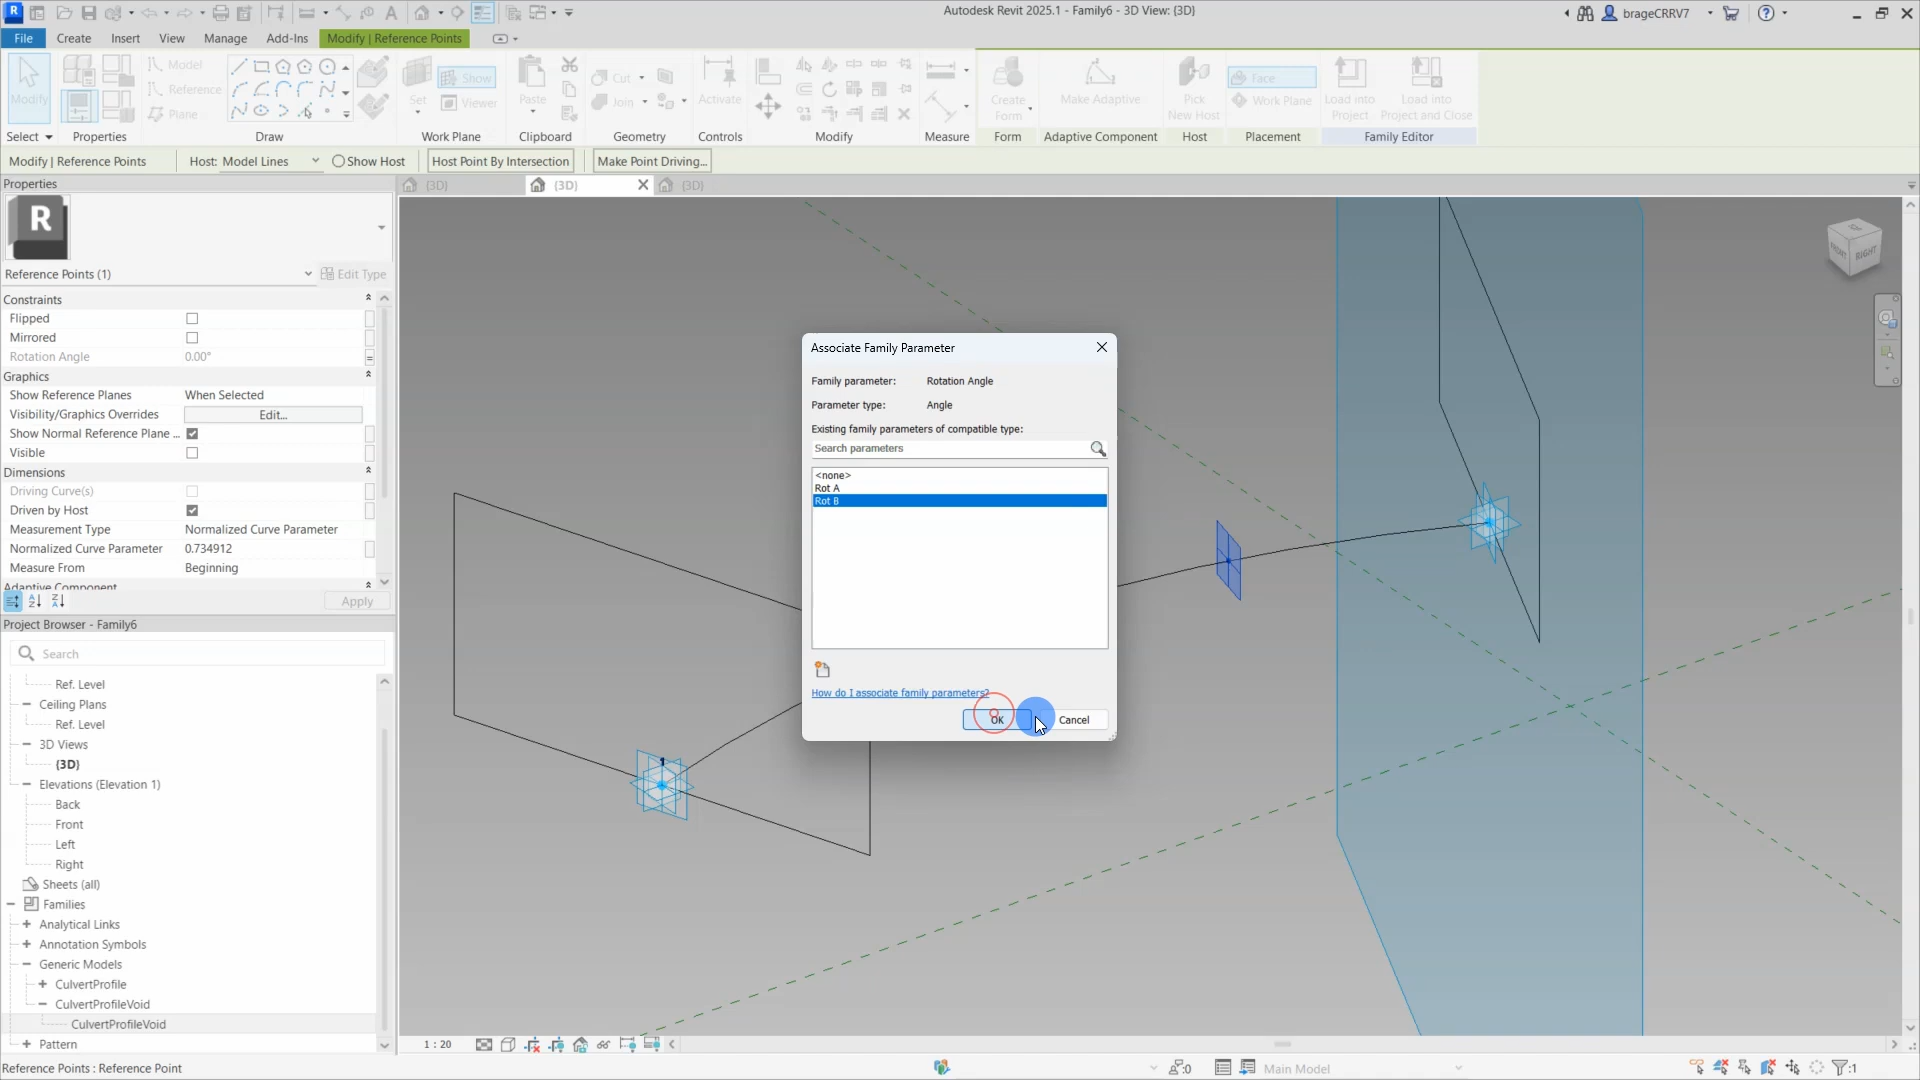 Autodesk Revit 2025.1 - Family6 - 3D View: {3D}
brageCRRV7
File Create Insert View Manage Add-Ins Modify | Reference Points
Modify
Model
Reference
Plane
Set
Show
Viewer
Paste
Cut
Join
Activate
Create
Form
Make Adaptive
Pick
New Host
Face
Work Plane
Load into
Project
Load into
Project and Close
Select Properties Draw Work Plane Clipboard Geometry Controls Modify Measure Form Adaptive Component Host Placement Family Editor
Modify | Reference Points Host: Model Lines Show Host Host Point By Intersection Make Point Driving...
Properties
{3D} {3D} {3D}
R
Reference Points (1) Edit Type
Constraints
Flipped
Mirrored
Rotation Angle 0.00°
Graphics
Show Reference Planes When Selected
Visibility/Graphics Overrides Edit...
Show Normal Reference Plane ...
Visible
Dimensions
Driving Curve(s)
Driven by Host
Measurement Type Normalized Curve Parameter
Normalized Curve Parameter 0.734912
Measure From Beginning
Adaptive Component
Apply
Project Browser - Family6
Search
Ref. Level
Ceiling Plans
Ref. Level
3D Views
{3D}
Elevations (Elevation 1)
Back
Front
Left
Right
Sheets (all)
Families
Analytical Links
Annotation Symbols
Generic Models
CulvertProfile
CulvertProfileVoid
CulvertProfileVoid
Pattern
Associate Family Parameter
Family parameter: Rotation Angle
Parameter type: Angle
Existing family parameters of compatible type:
Search parameters
<none>
Rot A
Rot B
How do I associate family parameters?
OK Cancel
1
FRONT RIGHT
1 : 20
Reference Points : Reference Point
:0
Main Model
:1